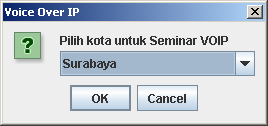 Voice Over IP
Pilih kota untuk Seminar VOIP
?
Surabaya
OK
Cancel